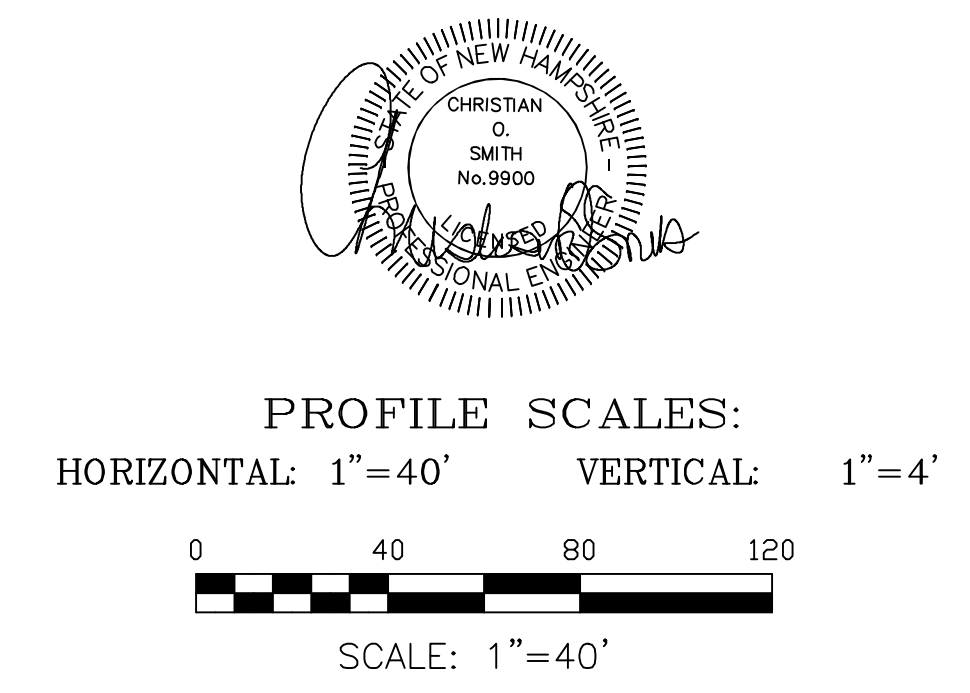 STATE OF NEW HAMPSHIRE
CHRISTIAN
O.
SMITH
No.9900
LICENSED
PROFESSIONAL ENGINEER
PROFILE SCALES:
HORIZONTAL: 1"=40' VERTICAL: 1"=4'
0 40 80 120
SCALE: 1"=40'